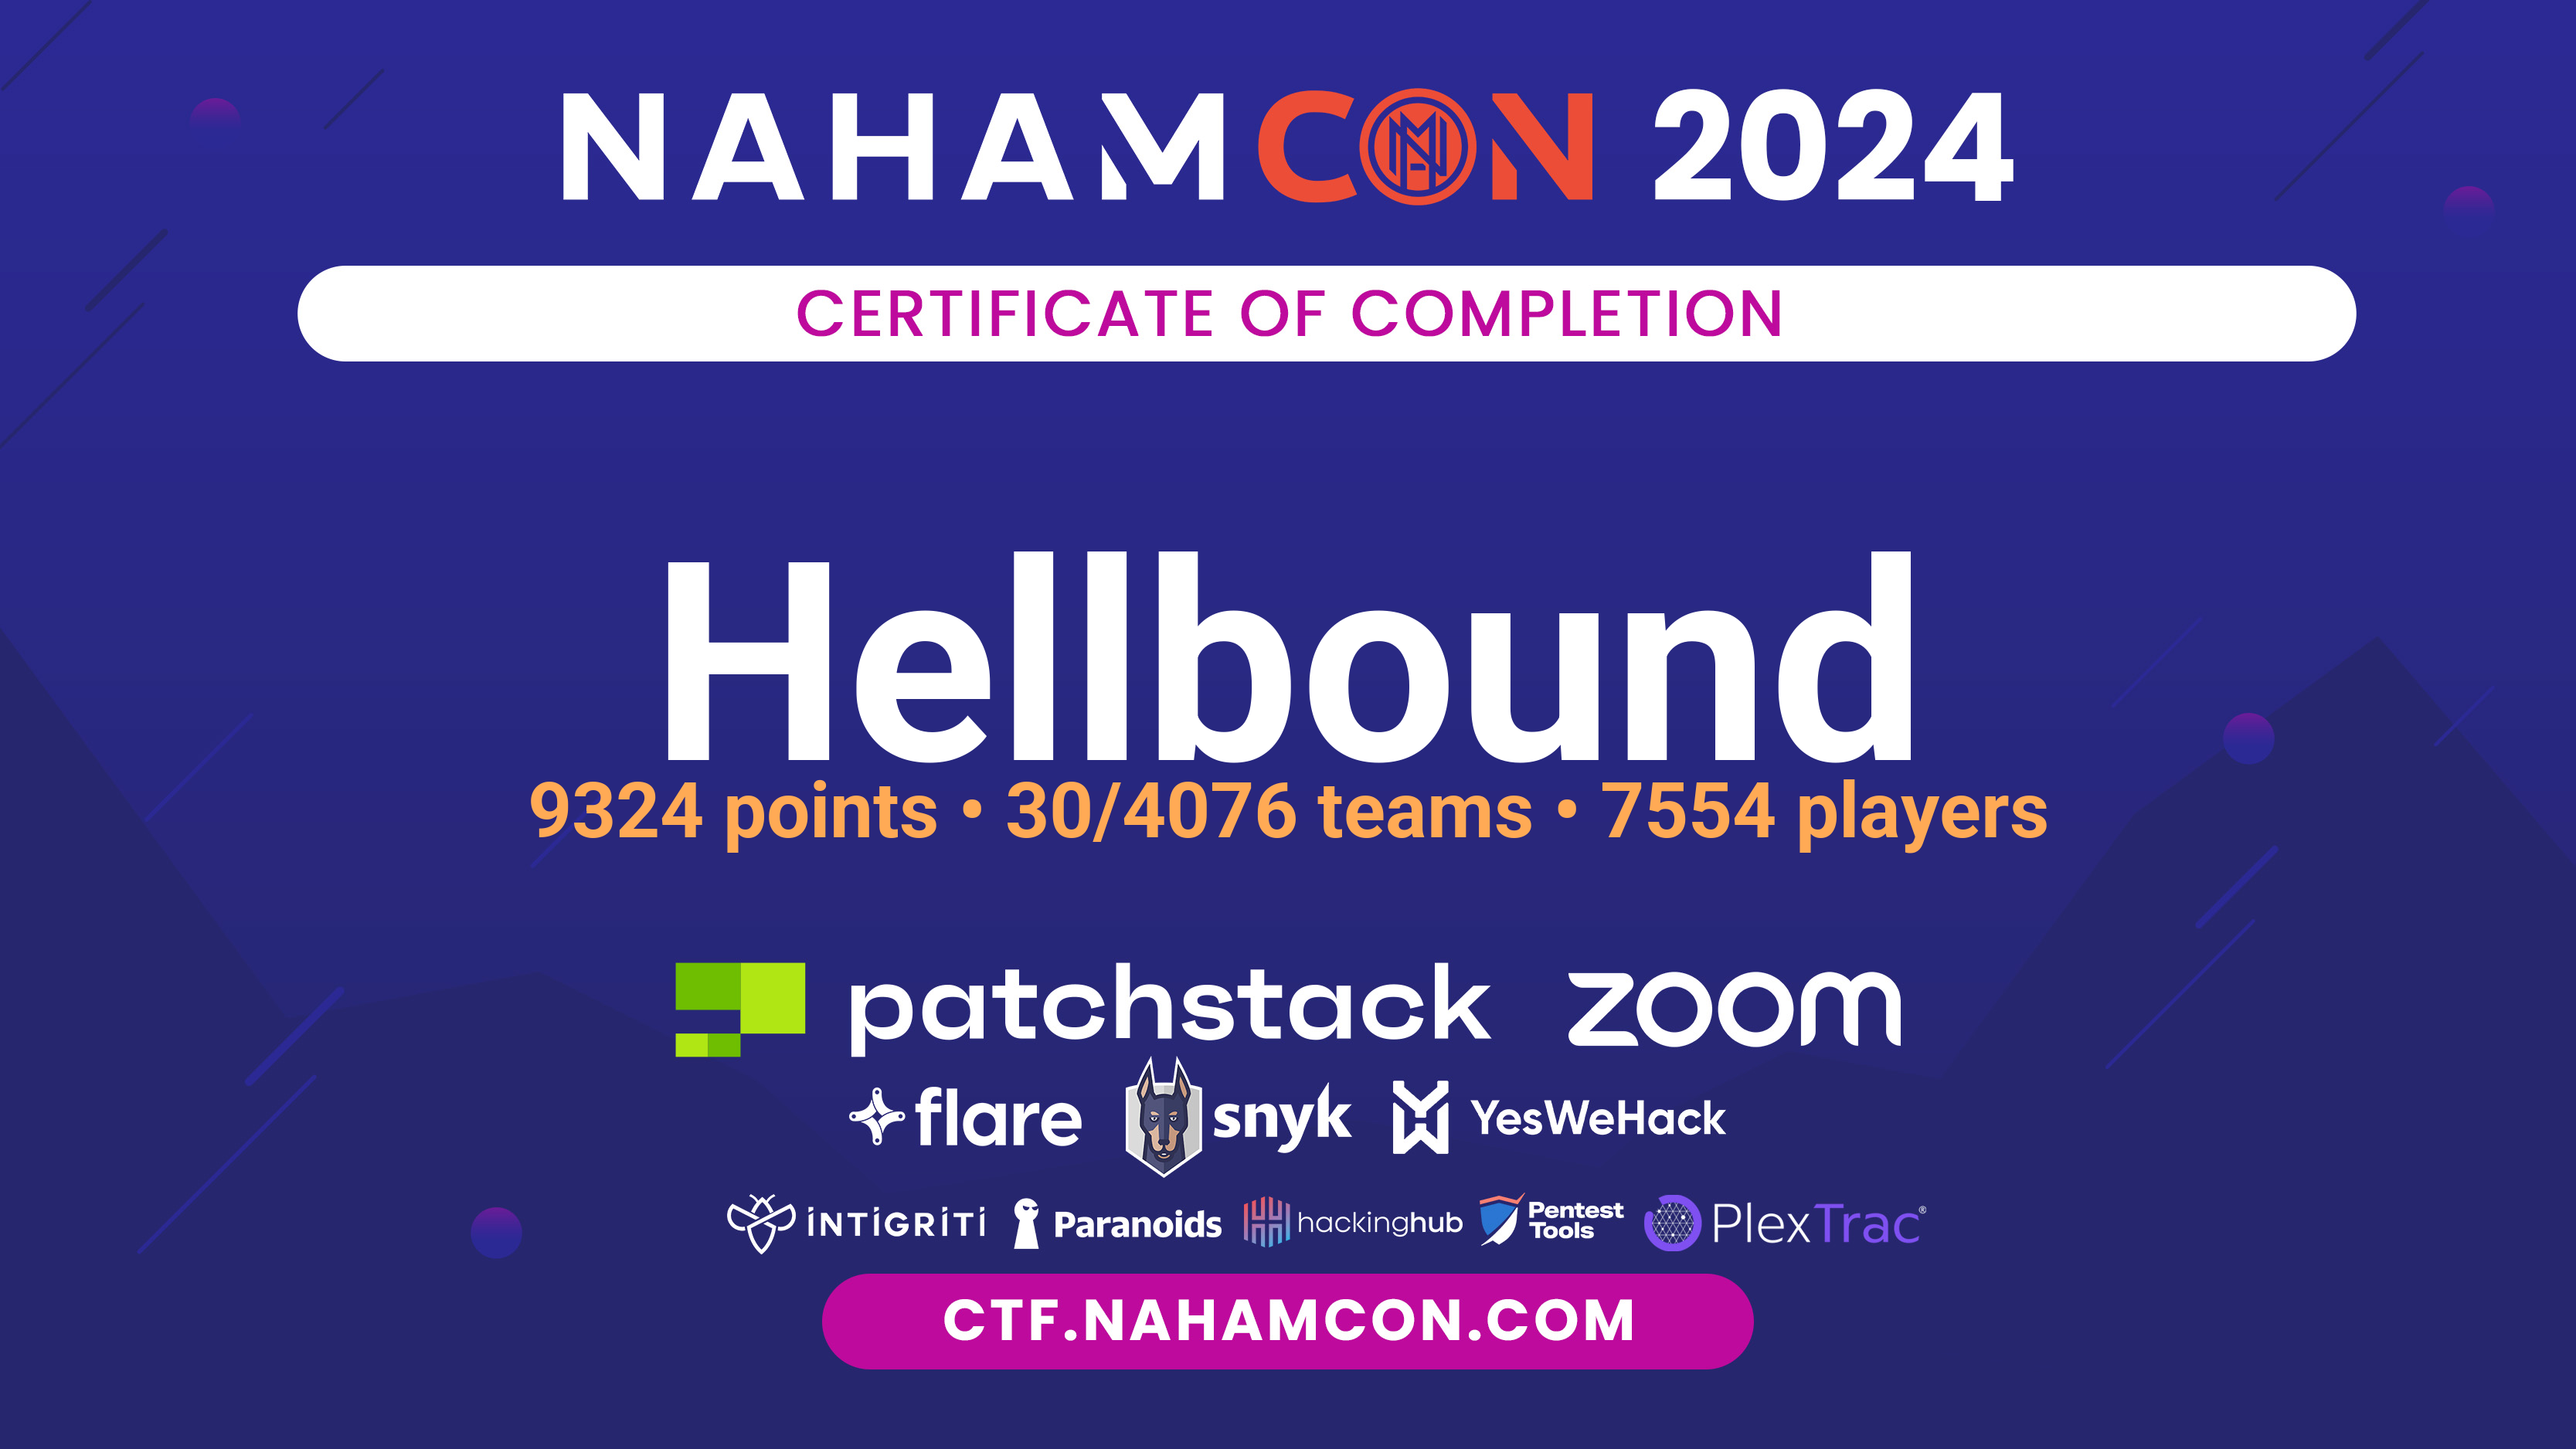 NAHAMCON 2024
CERTIFICATE OF COMPLETION
Hellbound
9324 points • 30/4076 teams • 7554 players
patchstack zoom
flare snyk YesWeHack
INTIGRITI Paranoids hackinghub Pentest Tools PlexTrac®
CTF.NAHAMCON.COM